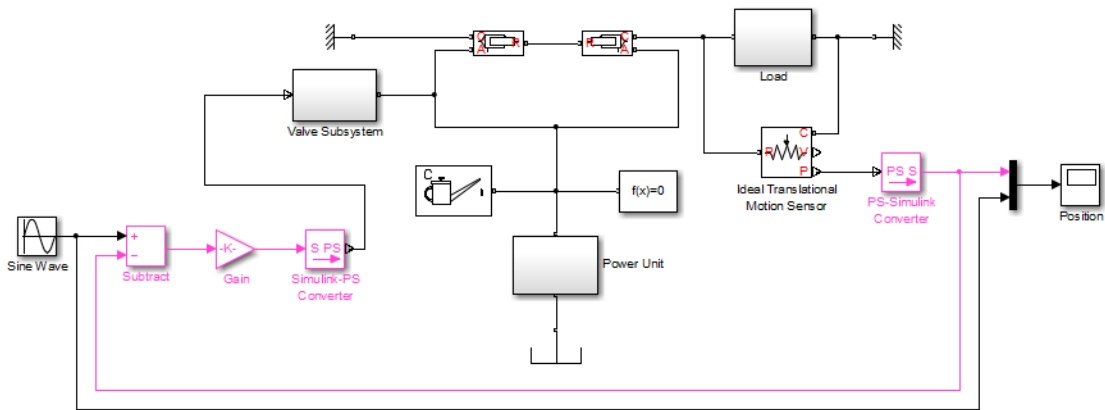 C
R
A
R
C
A
Load
Valve Subsystem
C
R
V
P
Ideal Translational
Motion Sensor
PS S
PS-Simulink
Converter
Position
C
f(x)=0
Sine Wave
+
−
Subtract
-K-
Gain
S PS
Simulink-PS
Converter
Power Unit